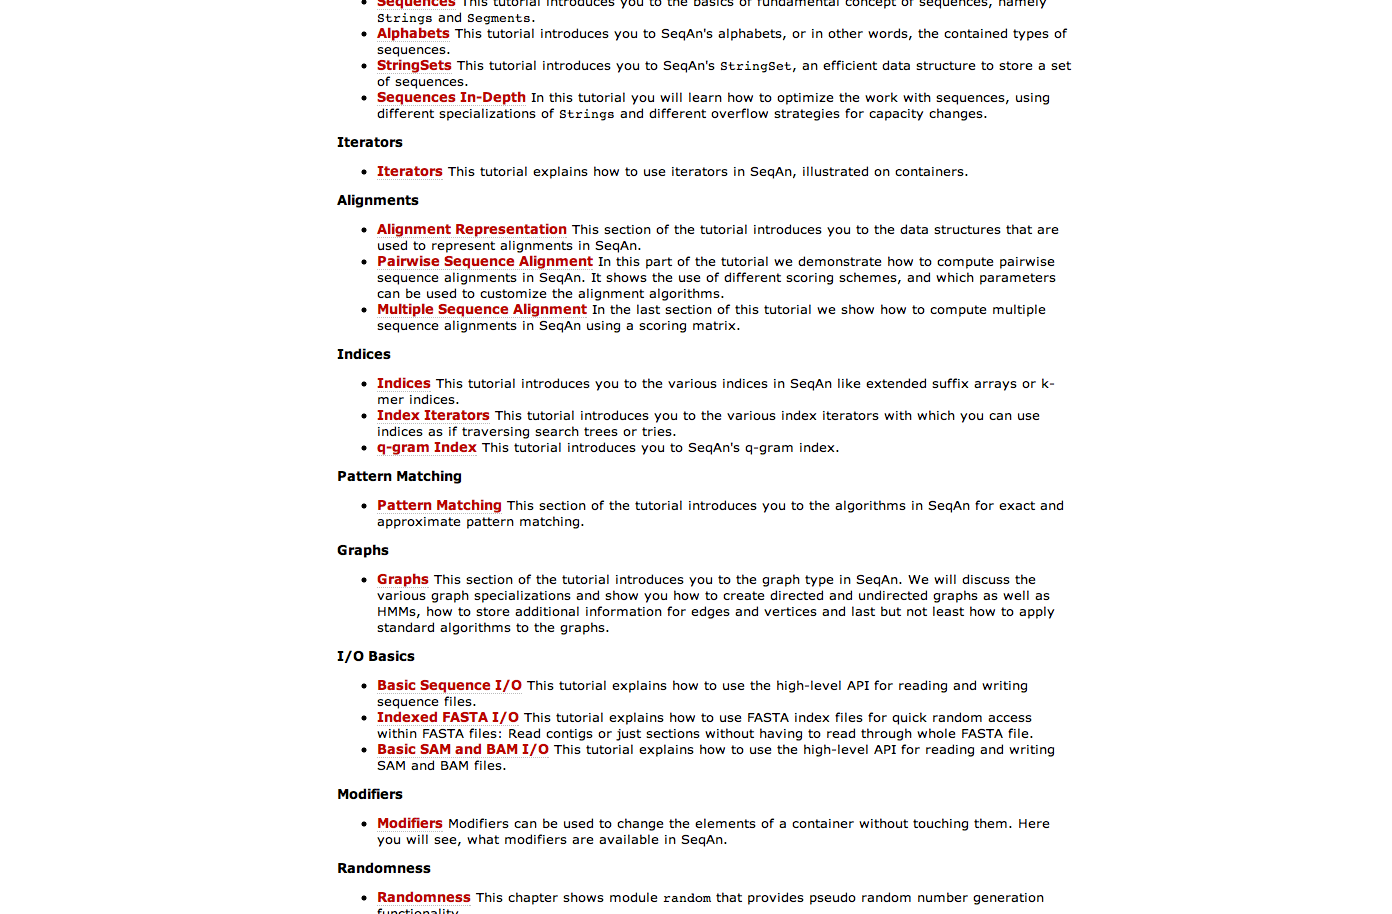 Sequences This tutorial introduces you to the basics of fundamental concept of sequences, namely
Strings and Segments.
Alphabets This tutorial introduces you to SeqAn's alphabets, or in other words, the contained types of
sequences.
StringSets This tutorial introduces you to SeqAn's StringSet, an efficient data structure to store a set
of sequences.
Sequences In-Depth In this tutorial you will learn how to optimize the work with sequences, using
different specializations of Strings and different overflow strategies for capacity changes.
Iterators
Iterators This tutorial explains how to use iterators in SeqAn, illustrated on containers.
Alignments
Alignment Representation This section of the tutorial introduces you to the data structures that are
used to represent alignments in SeqAn.
Pairwise Sequence Alignment In this part of the tutorial we demonstrate how to compute pairwise
sequence alignments in SeqAn. It shows the use of different scoring schemes, and which parameters
can be used to customize the alignment algorithms.
Multiple Sequence Alignment In the last section of this tutorial we show how to compute multiple
sequence alignments in SeqAn using a scoring matrix.
Indices
Indices This tutorial introduces you to the various indices in SeqAn like extended suffix arrays or k-
mer indices.
Index Iterators This tutorial introduces you to the various index iterators with which you can use
indices as if traversing search trees or tries.
q-gram Index This tutorial introduces you to SeqAn's q-gram index.
Pattern Matching
Pattern Matching This section of the tutorial introduces you to the algorithms in SeqAn for exact and
approximate pattern matching.
Graphs
Graphs This section of the tutorial introduces you to the graph type in SeqAn. We will discuss the
various graph specializations and show you how to create directed and undirected graphs as well as
HMMs, how to store additional information for edges and vertices and last but not least how to apply
standard algorithms to the graphs.
I/O Basics
Basic Sequence I/O This tutorial explains how to use the high-level API for reading and writing
sequence files.
Indexed FASTA I/O This tutorial explains how to use FASTA index files for quick random access
within FASTA files: Read contigs or just sections without having to read through whole FASTA file.
Basic SAM and BAM I/O This tutorial explains how to use the high-level API for reading and writing
SAM and BAM files.
Modifiers
Modifiers Modifiers can be used to change the elements of a container without touching them. Here
you will see, what modifiers are available in SeqAn.
Randomness
Randomness This chapter shows module random that provides pseudo random number generation
functionality.